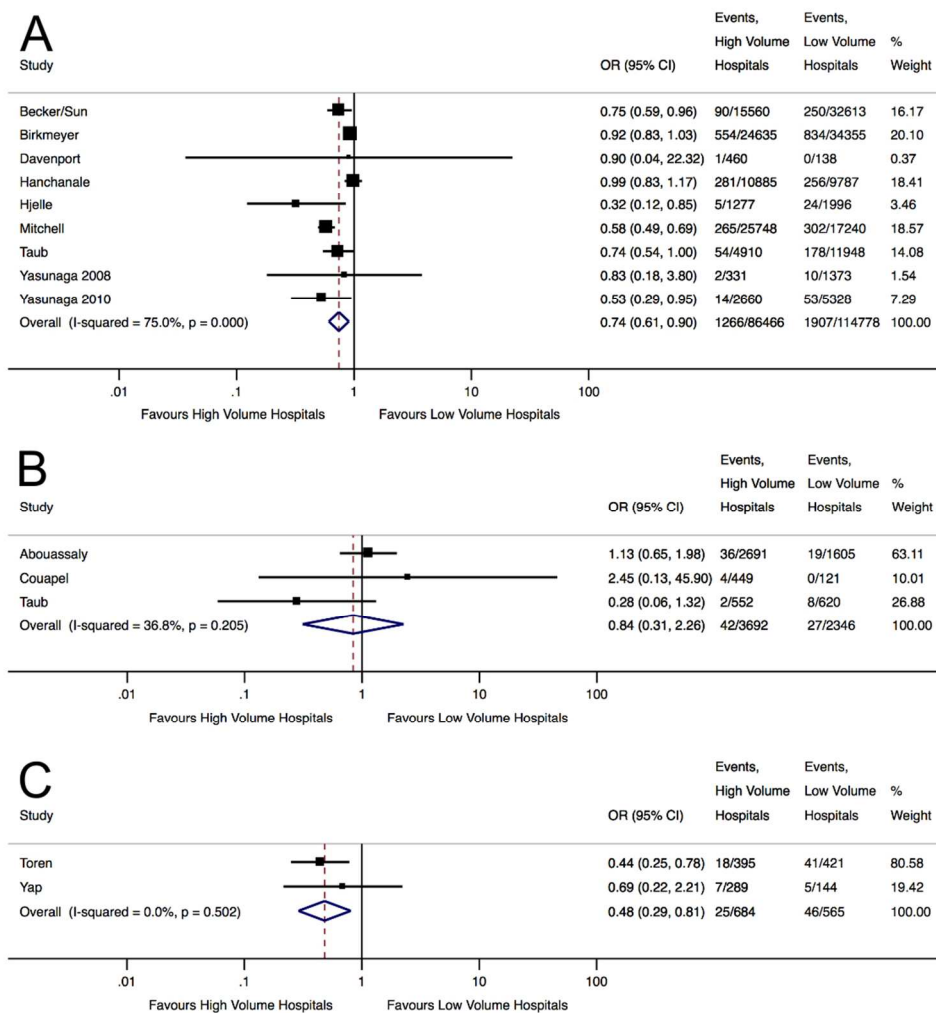 A
Events, Events,
High Volume Low Volume %
Study OR (95% CI) Hospitals Hospitals Weight
Becker/Sun 0.75 (0.59, 0.96) 90/15560 250/32613 16.17
Birkmeyer 0.92 (0.83, 1.03) 554/24635 834/34355 20.10
Davenport 0.90 (0.04, 22.32) 1/460 0/138 0.37
Hanchanale 0.99 (0.83, 1.17) 281/10885 256/9787 18.41
Hjelle 0.32 (0.12, 0.85) 5/1277 24/1996 3.46
Mitchell 0.58 (0.49, 0.69) 265/25748 302/17240 18.57
Taub 0.74 (0.54, 1.00) 54/4910 178/11948 14.08
Yasunaga 2008 0.83 (0.18, 3.80) 2/331 10/1373 1.54
Yasunaga 2010 0.53 (0.29, 0.95) 14/2660 53/5328 7.29
Overall (I-squared = 75.0%, p = 0.000) 0.74 (0.61, 0.90) 1266/86466 1907/114778 100.00
.01 .1 1 10 100
Favours High Volume Hospitals Favours Low Volume Hospitals
B
Events, Events,
High Volume Low Volume %
Study OR (95% CI) Hospitals Hospitals Weight
Abouassaly 1.13 (0.65, 1.98) 36/2691 19/1605 63.11
Couapel 2.45 (0.13, 45.90) 4/449 0/121 10.01
Taub 0.28 (0.06, 1.32) 2/552 8/620 26.88
Overall (I-squared = 36.8%, p = 0.205) 0.84 (0.31, 2.26) 42/3692 27/2346 100.00
.01 .1 1 10 100
Favours High Volume Hospitals Favours Low Volume Hospitals
C
Events, Events,
High Volume Low Volume %
Study OR (95% CI) Hospitals Hospitals Weight
Toren 0.44 (0.25, 0.78) 18/395 41/421 80.58
Yap 0.69 (0.22, 2.21) 7/289 5/144 19.42
Overall (I-squared = 0.0%, p = 0.502) 0.48 (0.29, 0.81) 25/684 46/565 100.00
.01 .1 1 10 100
Favours High Volume Hospitals Favours Low Volume Hospitals